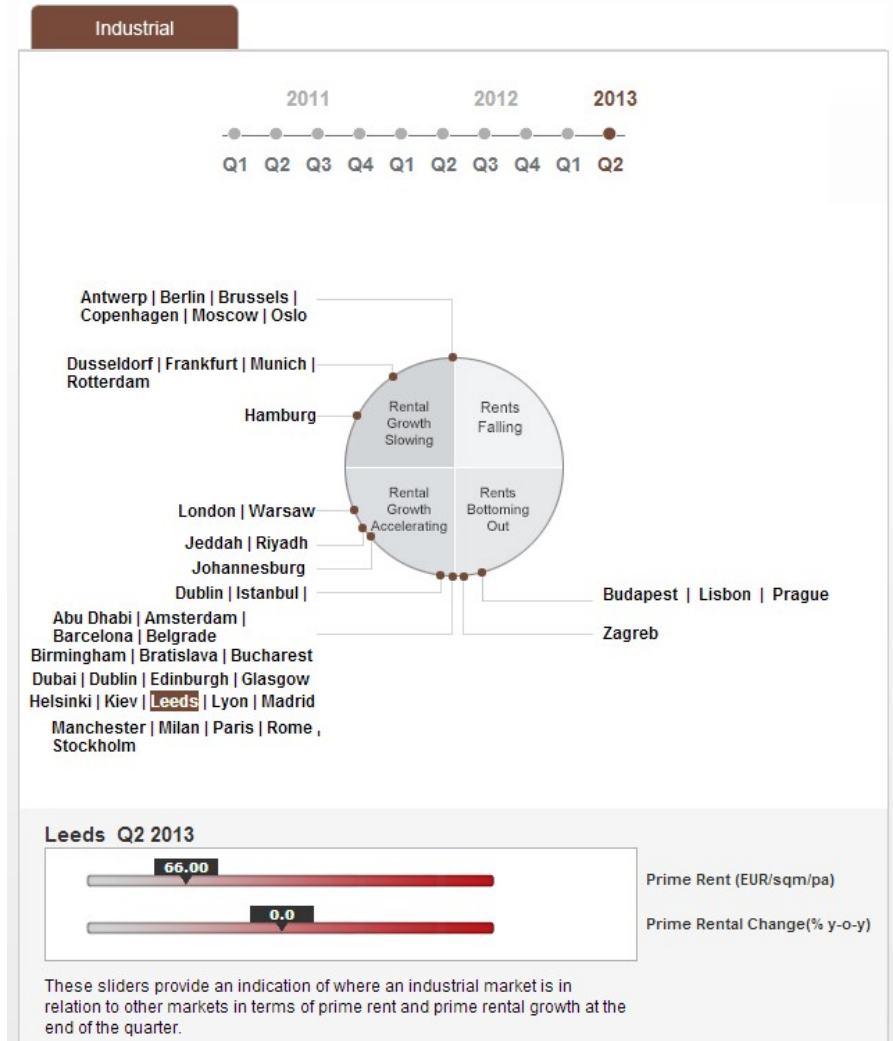 Industrial
2011 2012 2013
Q1 Q2 Q3 Q4 Q1 Q2 Q3 Q4 Q1 Q2
Antwerp | Berlin | Brussels |
Copenhagen | Moscow | Oslo
Dusseldorf | Frankfurt | Munich |
Rotterdam
Hamburg
Rental
Growth
Slowing
Rents
Falling
London | Warsaw
Jeddah | Riyadh
Johannesburg
Dublin | Istanbul |
Rental
Growth
Accelerating
Rents
Bottoming
Out
Abu Dhabi | Amsterdam |
Barcelona | Belgrade
Birmingham | Bratislava | Bucharest
Dubai | Dublin | Edinburgh | Glasgow
Helsinki | Kiev | Leeds | Lyon | Madrid
Manchester | Milan | Paris | Rome ,
Stockholm
Budapest | Lisbon | Prague
Zagreb
Leeds Q2 2013
66.00
Prime Rent (EUR/sqm/pa)
0.0
Prime Rental Change(% y-o-y)
These sliders provide an indication of where an industrial market is in
relation to other markets in terms of prime rent and prime rental growth at the
end of the quarter.